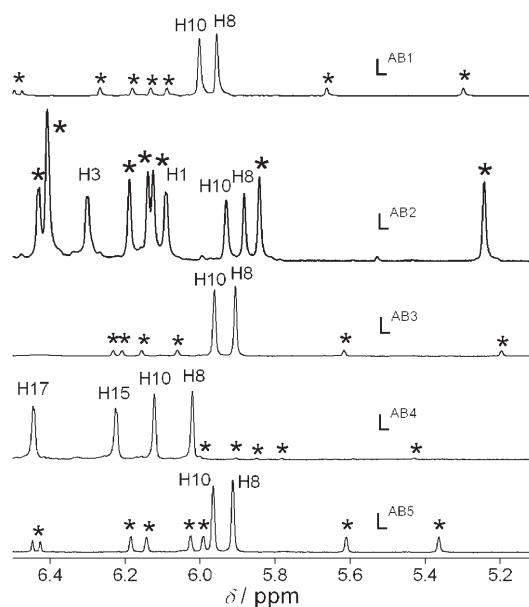 H10 H8
* * * * * * * *
L^AB1
* * H3 * * * H1 H10 H8 * *
L^AB2
H10 H8
* * * * * *
L^AB3
H17 H15 H10 H8
* * * * *
L^AB4
H10 H8
* * * * * * *
L^AB5
6.4 6.2 6.0 5.8 5.6 5.4 5.2
δ / ppm